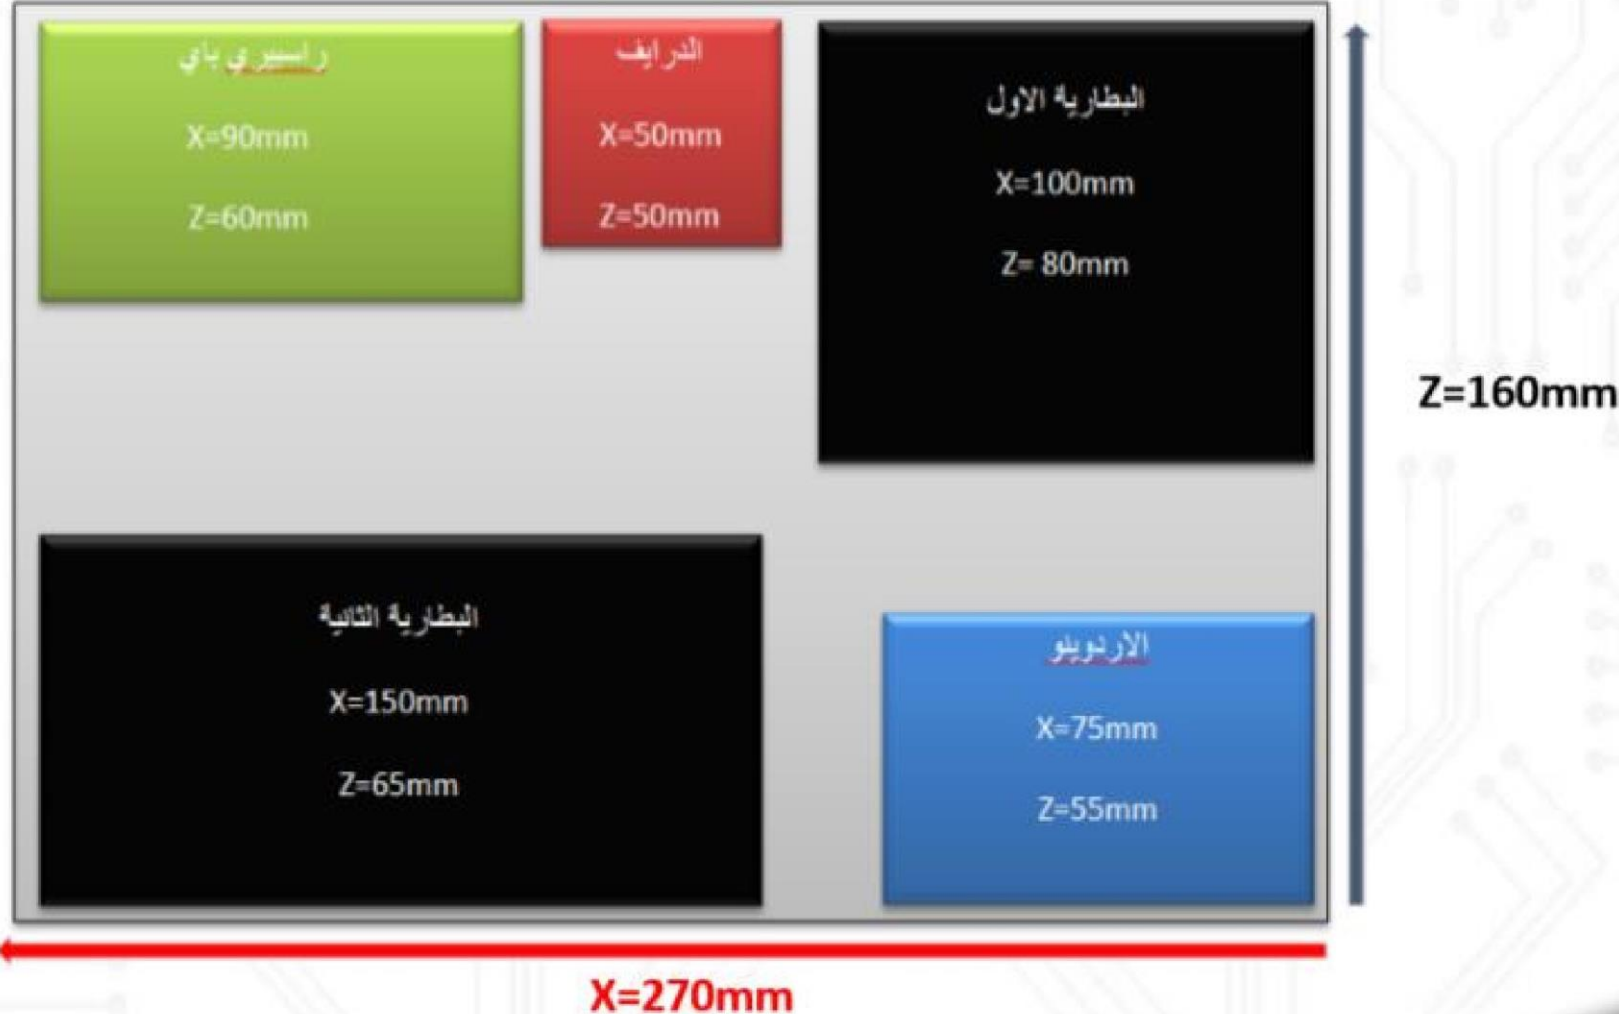 راسبيري باي
X=90mm
Z=60mm
الدرايف
X=50mm
Z=50mm
البطارية الاول
X=100mm
Z= 80mm
Z=160mm
البطارية الثانية
X=150mm
Z=65mm
الاردوينو
X=75mm
Z=55mm
X=270mm